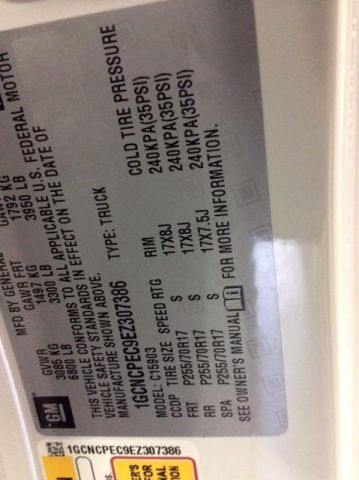 MFD BY GENERAL MOTOR
GVWR GAWR FRT GAW
3085 KG 1497 KG 1792 KG
6800 LB 3300 LB 3950 LB
THIS VEHICLE CONFORMS TO ALL APPLICABLE U.S. FEDERAL MOTOR
VEHICLE SAFETY STANDARDS IN EFFECT ON THE DATE OF
MANUFACTURE SHOWN ABOVE.
1GCNCPEC9EZ307386 TYPE: TRUCK
MODEL: C15903
CCDP TIRE SIZE SPEED RTG RIM COLD TIRE PRESSURE
FRT P255/70R17 S 17X8J 240KPA(35PSI)
RR P255/70R17 S 17X8J 240KPA(35PSI)
SPA P255/70R17 S 17X7.5J 240KPA(35PSI)
SEE OWNER'S MANUAL FOR MORE INFORMATION.
GM
1GCNCPEC9EZ307386